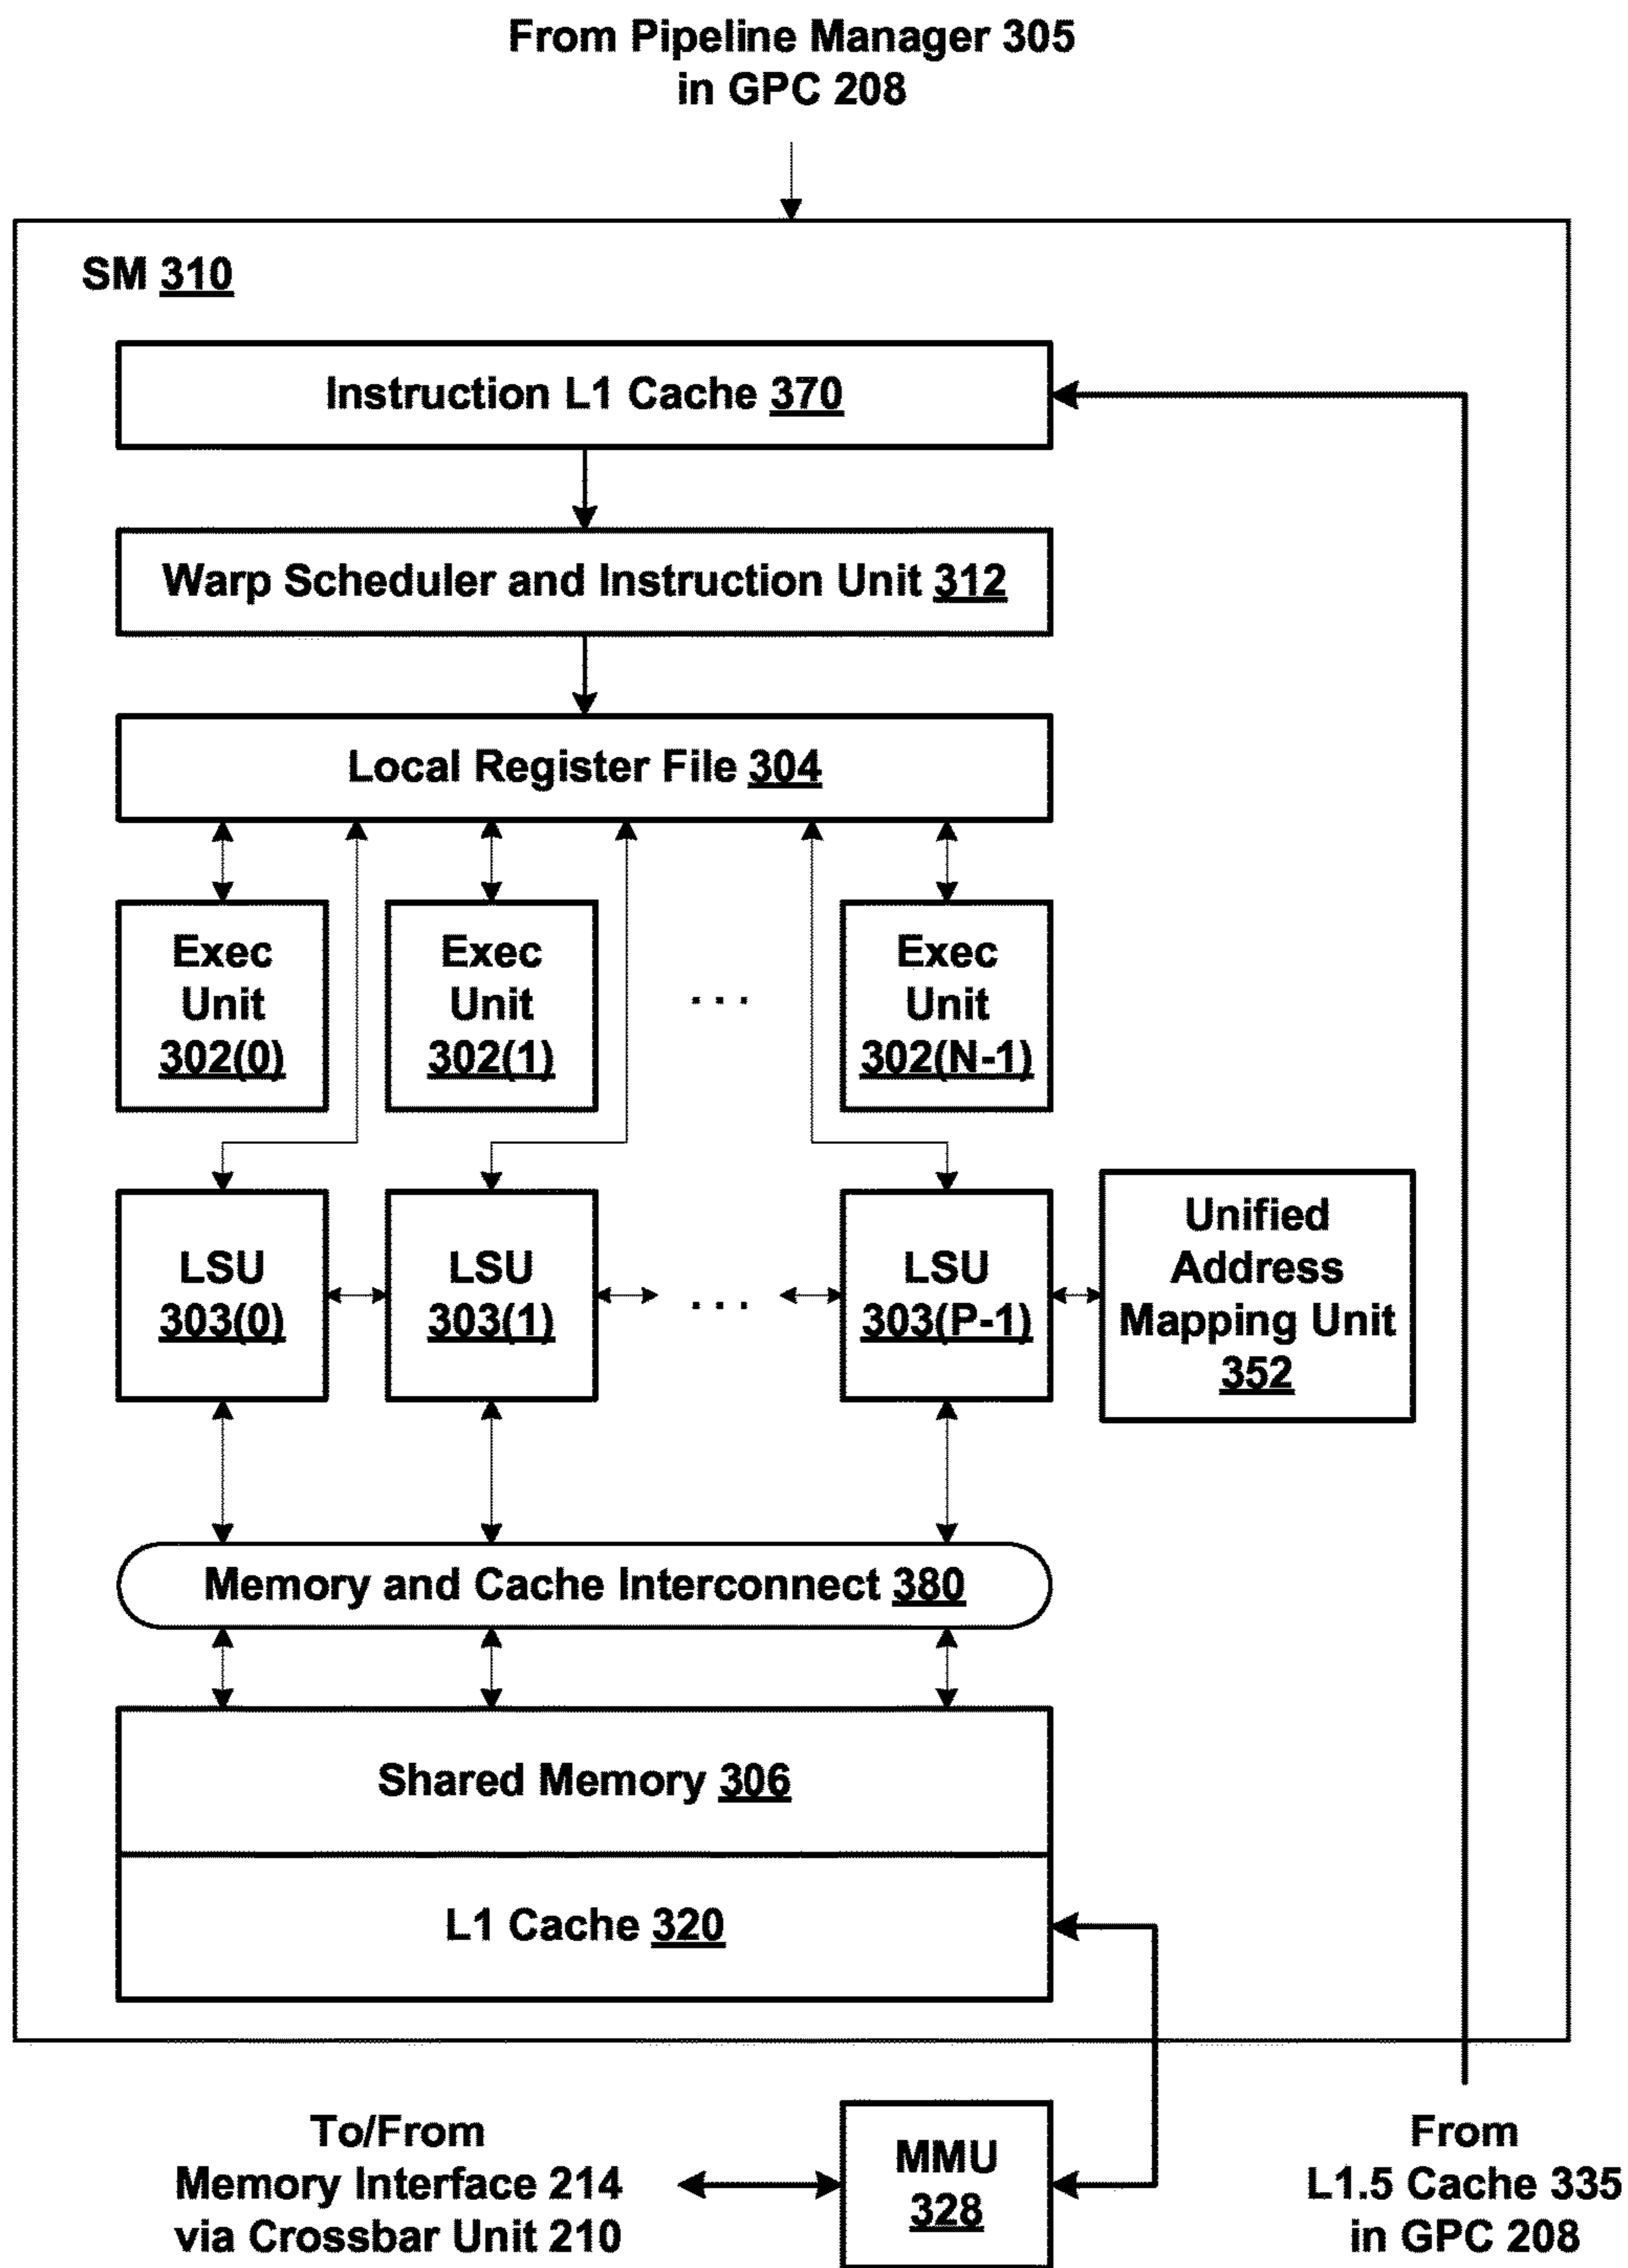 From Pipeline Manager 305
in GPC 208
SM 310
Instruction L1 Cache 370
Warp Scheduler and Instruction Unit 312
Local Register File 304
Exec
Unit
302(0)
Exec
Unit
302(1)
. . .
Exec
Unit
302(N-1)
LSU
303(0)
LSU
303(1)
. . .
LSU
303(P-1)
Unified
Address
Mapping Unit
352
Memory and Cache Interconnect 380
Shared Memory 306
L1 Cache 320
To/From
Memory Interface 214
via Crossbar Unit 210
MMU
328
From
L1.5 Cache 335
in GPC 208